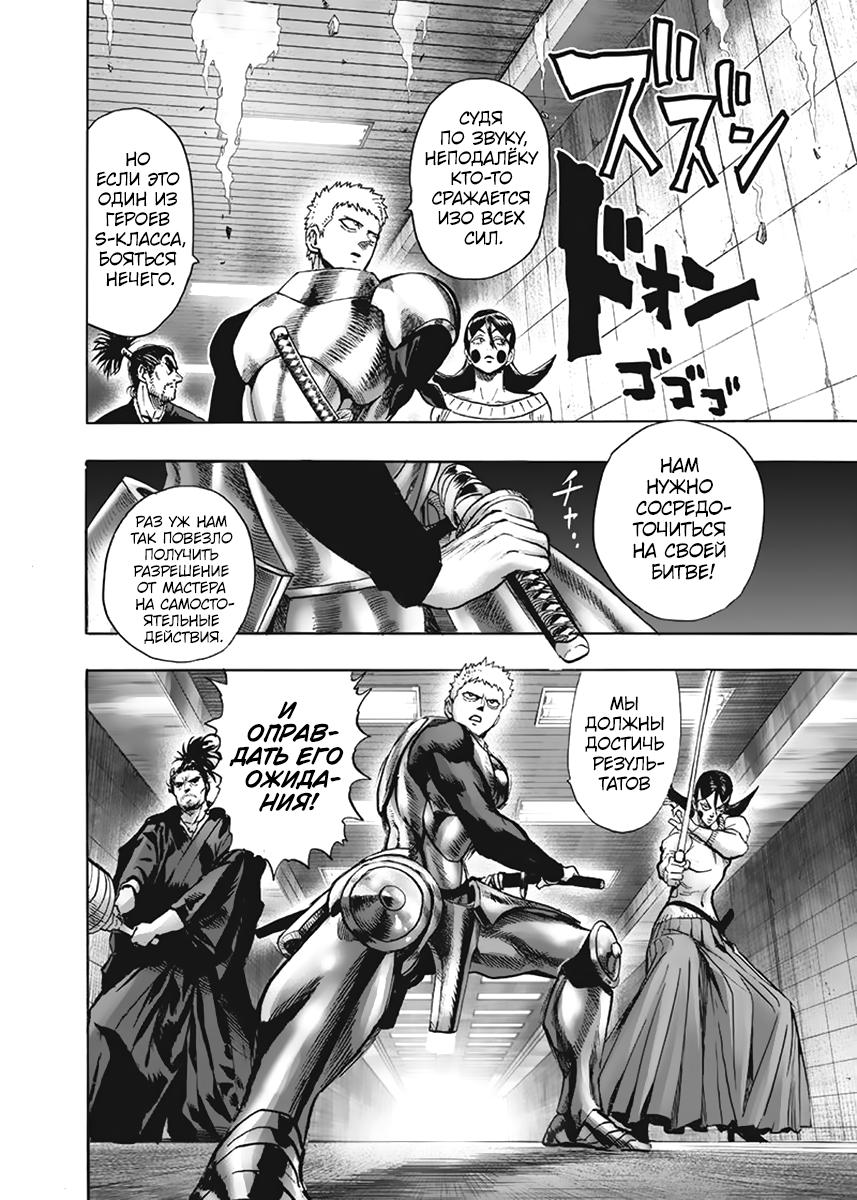 ズズズン
СУДЯ
ПО ЗВУКУ,
НЕПОДАЛЁКУ
КТО-ТО
СРАЖАЕТСЯ
ИЗО ВСЕХ
СИЛ.
ドォン
ゴゴゴゴ
НО
ЕСЛИ ЭТО
ОДИН ИЗ
ГЕРОЕВ
S-КЛАССА,
БОЯТЬСЯ
НЕЧЕГО.
НАМ
НУЖНО
СОСРЕДО-
ТОЧИТЬСЯ
НА СВОЕЙ
БИТВЕ!
チャ..
РАЗ УЖ НАМ
ТАК ПОВЕЗЛО
ПОЛУЧИТЬ
РАЗРЕШЕНИЕ
ОТ МАСТЕРА
НА САМОСТО-
ЯТЕЛЬНЫЕ
ДЕЙСТВИЯ.
МЫ
ДОЛЖНЫ
ДОСТИЧЬ
РЕЗУЛЬ-
ТАТОВ
И
ОПРАВ-
ДАТЬ ЕГО
ОЖИДА-
НИЯ!